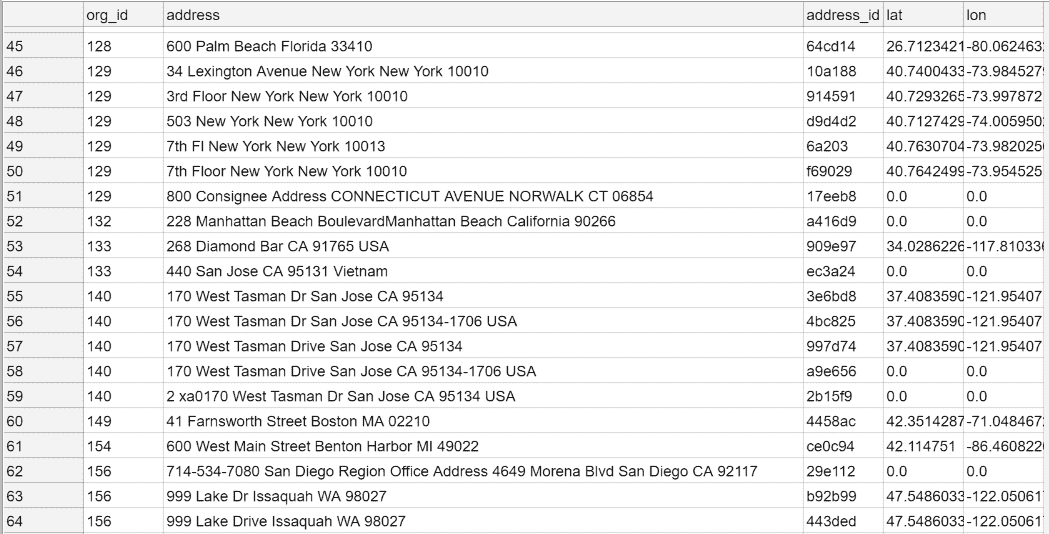 org_id address address_id lat lon
45 128 600 Palm Beach Florida 33410 64cd14 26.7123421 -80.062463
46 129 34 Lexington Avenue New York New York 10010 10a188 40.7400433 -73.984527
47 129 3rd Floor New York New York 10010 914591 40.7293265 -73.997872
48 129 503 New York New York 10010 d9d4d2 40.7127429 -74.005950
49 129 7th Fl New York New York 10013 6a203 40.7630704 -73.982025
50 129 7th Floor New York New York 10010 f69029 40.7642499 -73.954525
51 129 800 Consignee Address CONNECTICUT AVENUE NORWALK CT 06854 17eeb8 0.0 0.0
52 132 228 Manhattan Beach BoulevardManhattan Beach California 90266 a416d9 0.0 0.0
53 133 268 Diamond Bar CA 91765 USA 909e97 34.0286226 -117.810336
54 133 440 San Jose CA 95131 Vietnam ec3a24 0.0 0.0
55 140 170 West Tasman Dr San Jose CA 95134 3e6bd8 37.4083590 -121.95407
56 140 170 West Tasman Dr San Jose CA 95134-1706 USA 4bc825 37.4083590 -121.95407
57 140 170 West Tasman Drive San Jose CA 95134 997d74 37.4083590 -121.95407
58 140 170 West Tasman Drive San Jose CA 95134-1706 USA a9e656 0.0 0.0
59 140 2 xa0170 West Tasman Dr San Jose CA 95134 USA 2b15f9 0.0 0.0
60 149 41 Farnsworth Street Boston MA 02210 4458ac 42.3514287 -71.048467
61 154 600 West Main Street Benton Harbor MI 49022 ce0c94 42.114751 -86.460822
62 156 714-534-7080 San Diego Region Office Address 4649 Morena Blvd San Diego CA 92117 29e112 0.0 0.0
63 156 999 Lake Dr Issaquah WA 98027 b92b99 47.5486033 -122.05061
64 156 999 Lake Drive Issaquah WA 98027 443ded 47.5486033 -122.05061